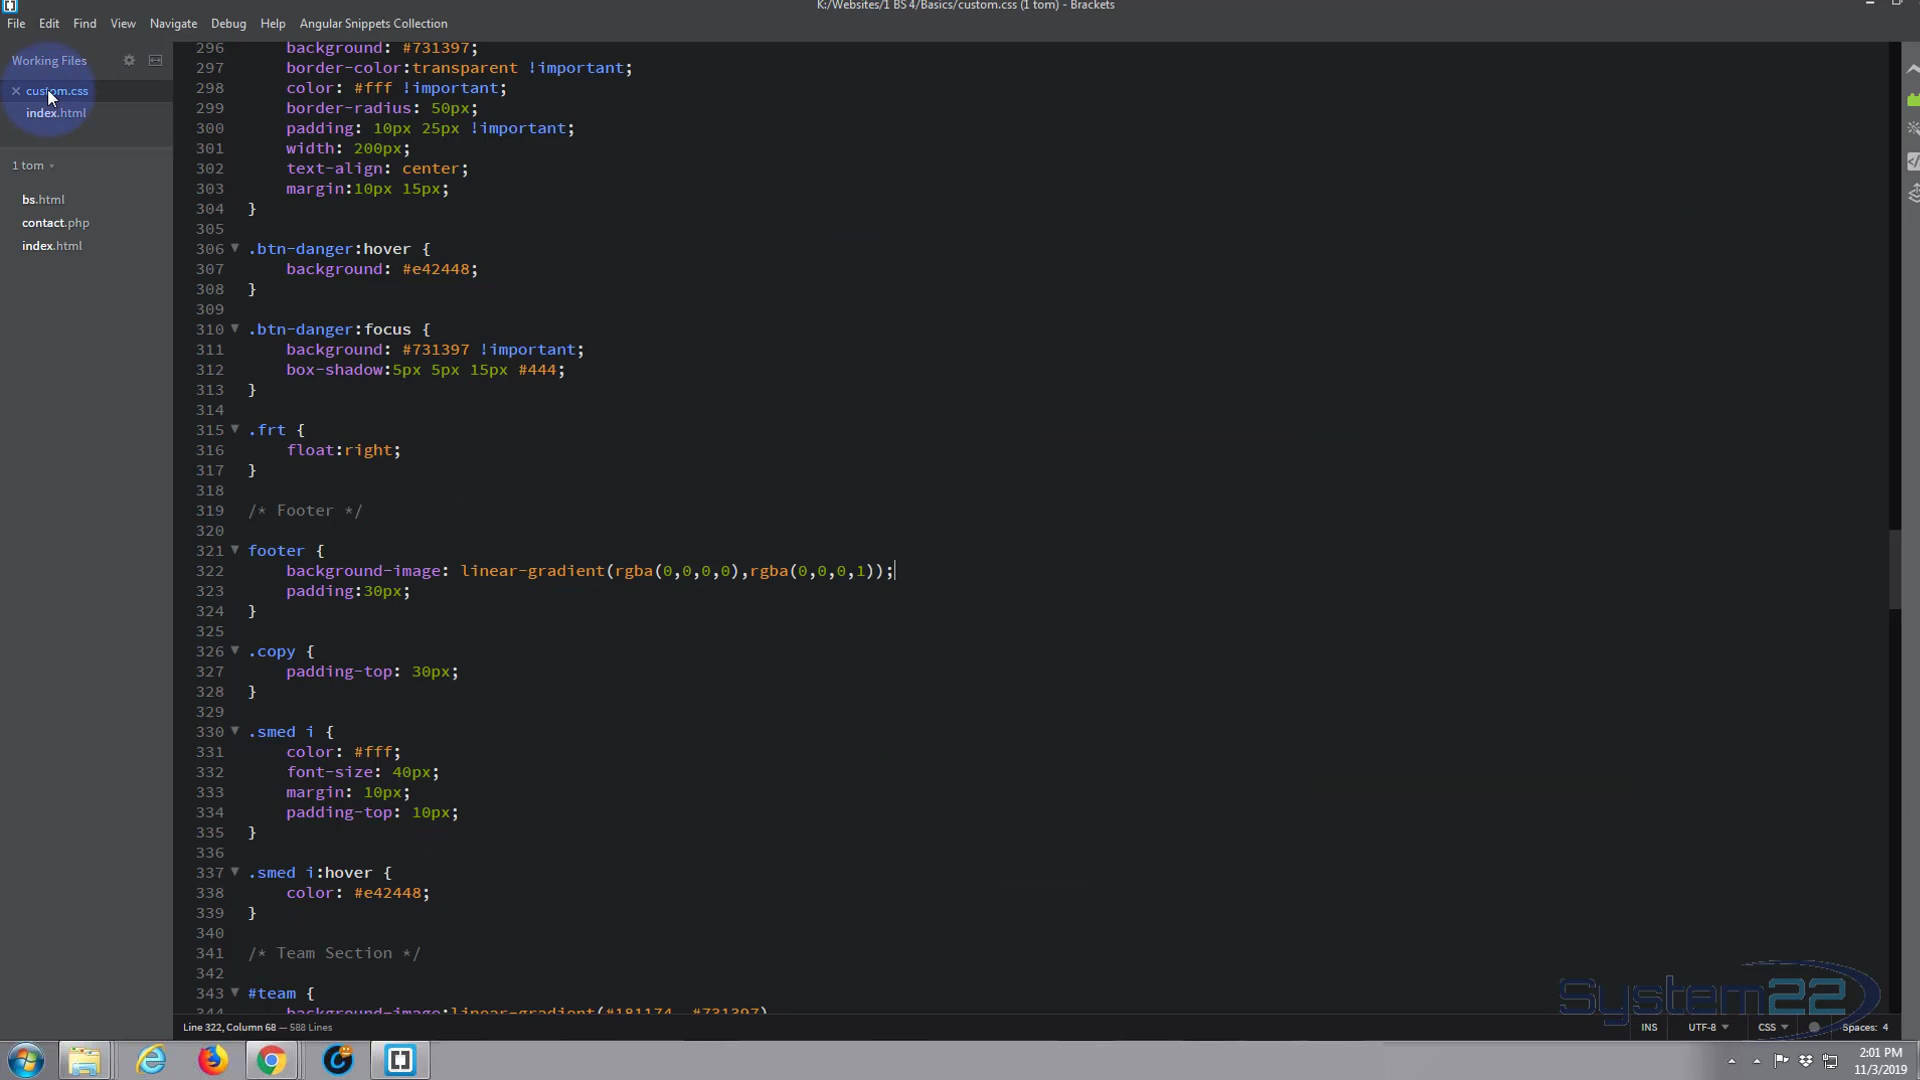 K:/Websites/1 BS 4/Basics/custom.css (1 tom) - Brackets
File Edit Find View Navigate Debug Help Angular Snippets Collection
Working Files
custom.css
index.html
1 tom
bs.html
contact.php
index.html
296 background: #731397;
297 border-color:transparent !important;
298 color: #fff !important;
299 border-radius: 50px;
300 padding: 10px 25px !important;
301 width: 200px;
302 text-align: center;
303 margin:10px 15px;
304 }
305
306 .btn-danger:hover {
307 background: #e42448;
308 }
309
310 .btn-danger:focus {
311 background: #731397 !important;
312 box-shadow:5px 5px 15px #444;
313 }
314
315 .frt {
316 float:right;
317 }
318
319 /* Footer */
320
321 footer {
322 background-image: linear-gradient(rgba(0,0,0,0),rgba(0,0,0,1));
323 padding:30px;
324 }
325
326 .copy {
327 padding-top: 30px;
328 }
329
330 .smed i {
331 color: #fff;
332 font-size: 40px;
333 margin: 10px;
334 padding-top: 10px;
335 }
336
337 .smed i:hover {
338 color: #e42448;
339 }
340
341 /* Team Section */
342
343 #team {
344 background-image:linear-gradient(#181174, #731397)
System22
Line 322, Column 68 — 588 Lines
INS UTF-8 CSS Spaces: 4
2:01 PM
11/3/2019